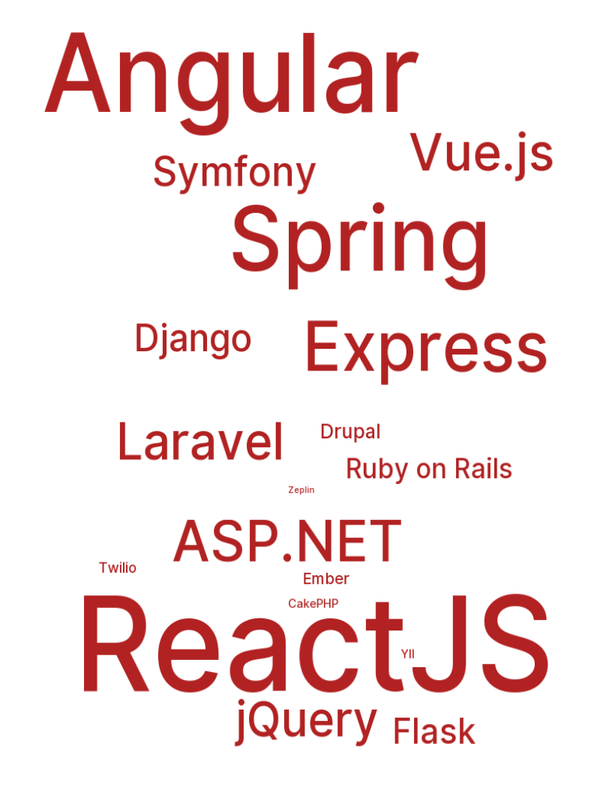 Angular
Vue.js
Symfony
Spring
Django
Express
Laravel
Drupal
Ruby on Rails
Zeplin
ASP.NET
Twilio
Ember
CakePHP
ReactJS
YII
jQuery
Flask